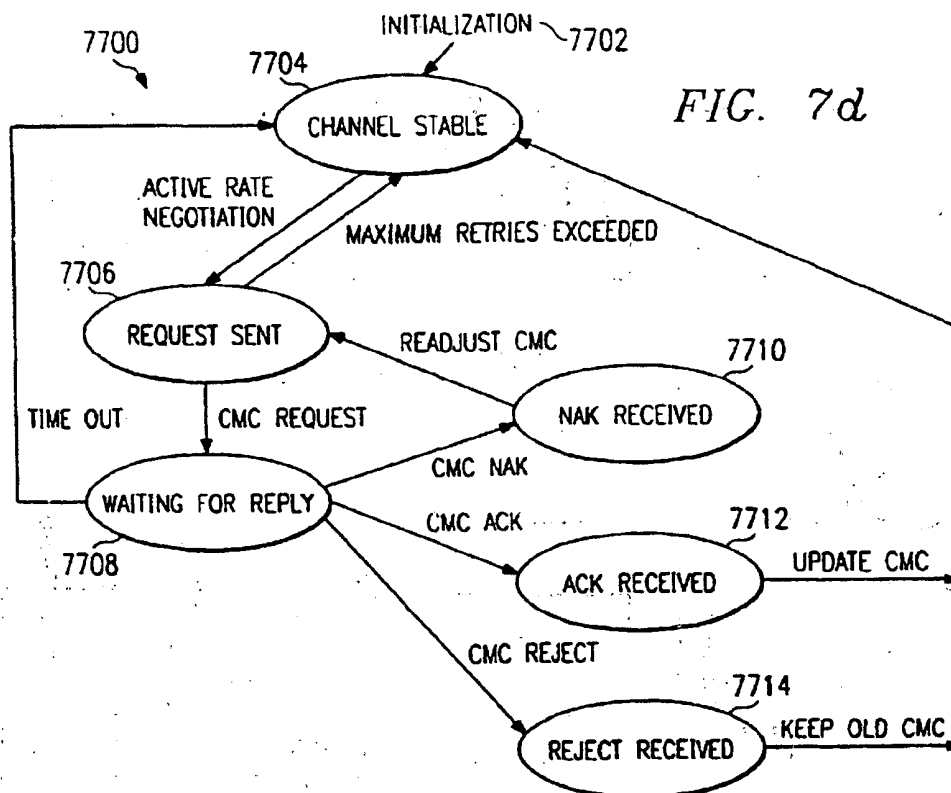 7700
INITIALIZATION
7702
7704
FIG. 7d
CHANNEL STABLE
ACTIVE RATE
NEGOTIATION
MAXIMUM RETRIES EXCEEDED
7706
REQUEST SENT
READJUST CMC
7710
NAK RECEIVED
TIME OUT
CMC REQUEST
CMC NAK
WAITING FOR REPLY
7708
CMC ACK
7712
ACK RECEIVED
UPDATE CMC
CMC REJECT
7714
REJECT RECEIVED
KEEP OLD CMC